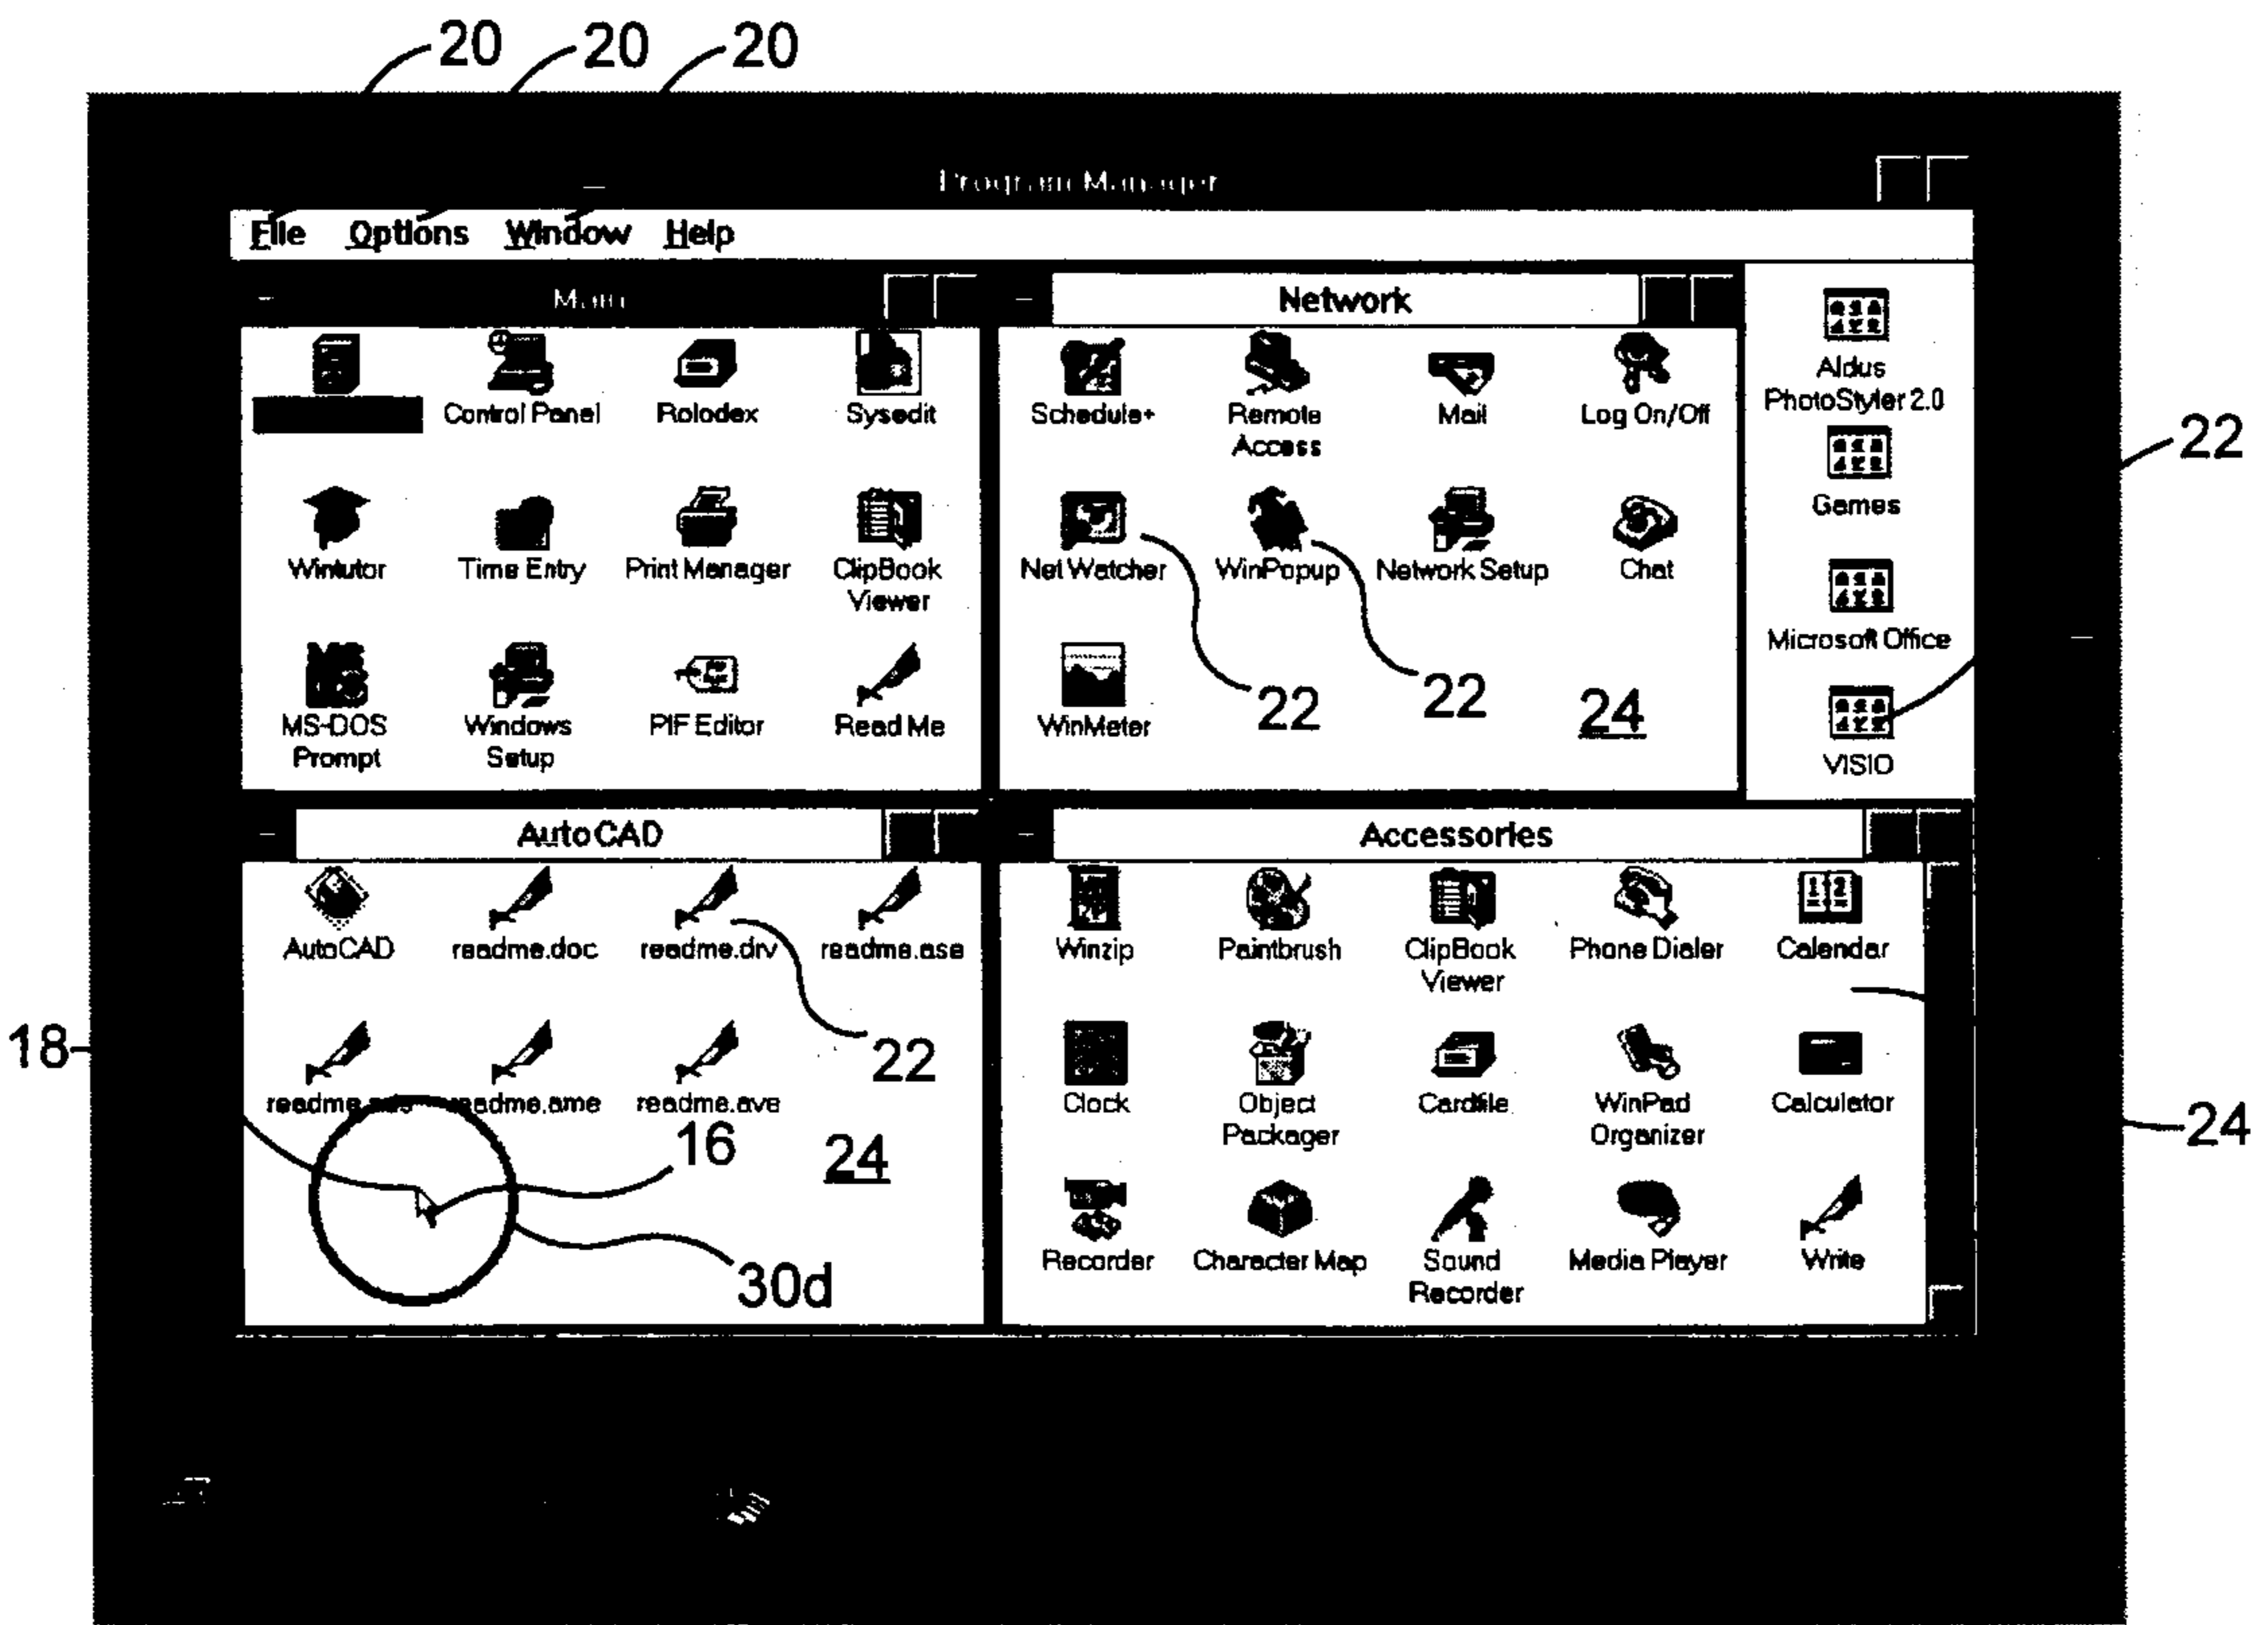 20 20 20
Program Manager
File Options Window Help
Main
Network
Control Panel Rolodex Sysedit
Schedule+ Remote Access Mail Log On/Off
Aldus
PhotoStyler 2.0
22
Games
Wintutor Time Entry Print Manager ClipBook Viewer
Net Watcher WinPopup Network Setup Chat
Microsoft Office
MS-DOS Prompt Windows Setup PIF Editor Read Me
WinMeter
22 22 24
VISIO
AutoCAD
Accessories
AutoCAD readme.doc readme.drv readme.ase
Winzip Paintbrush ClipBook Viewer Phone Dialer Calendar
18
22
readme.ame readme.ave
Clock Object Packager Cardfile WinPad Organizer Calculator
24
16
24
Recorder Character Map Sound Recorder Media Player Write
30d